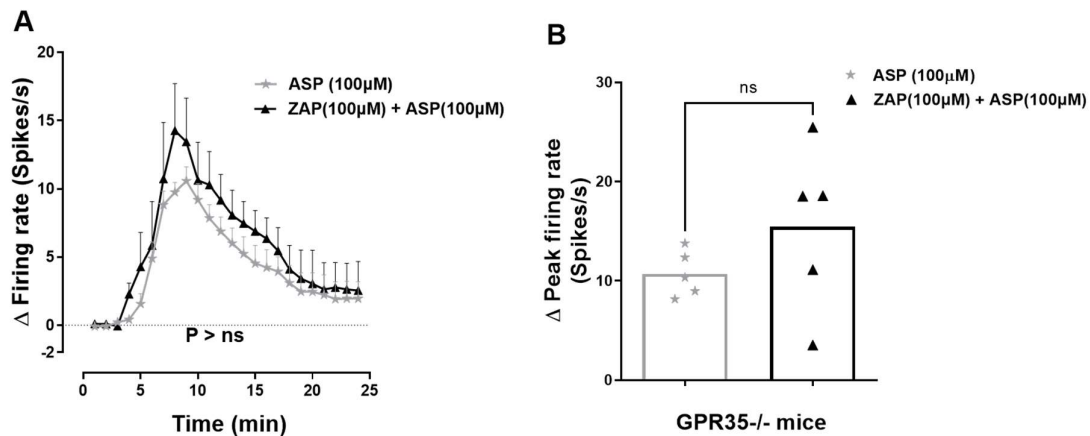 A
Δ Firing rate (Spikes/s)
20
15
10
5
0
-2
ASP (100µM)
ZAP(100µM) + ASP(100µM)
P > ns
0 5 10 15 20 25
Time (min)
B
Δ Peak firing rate
(Spikes/s)
30
20
10
0
ns
ASP (100µM)
ZAP(100µM) + ASP(100µM)
GPR35-/- mice